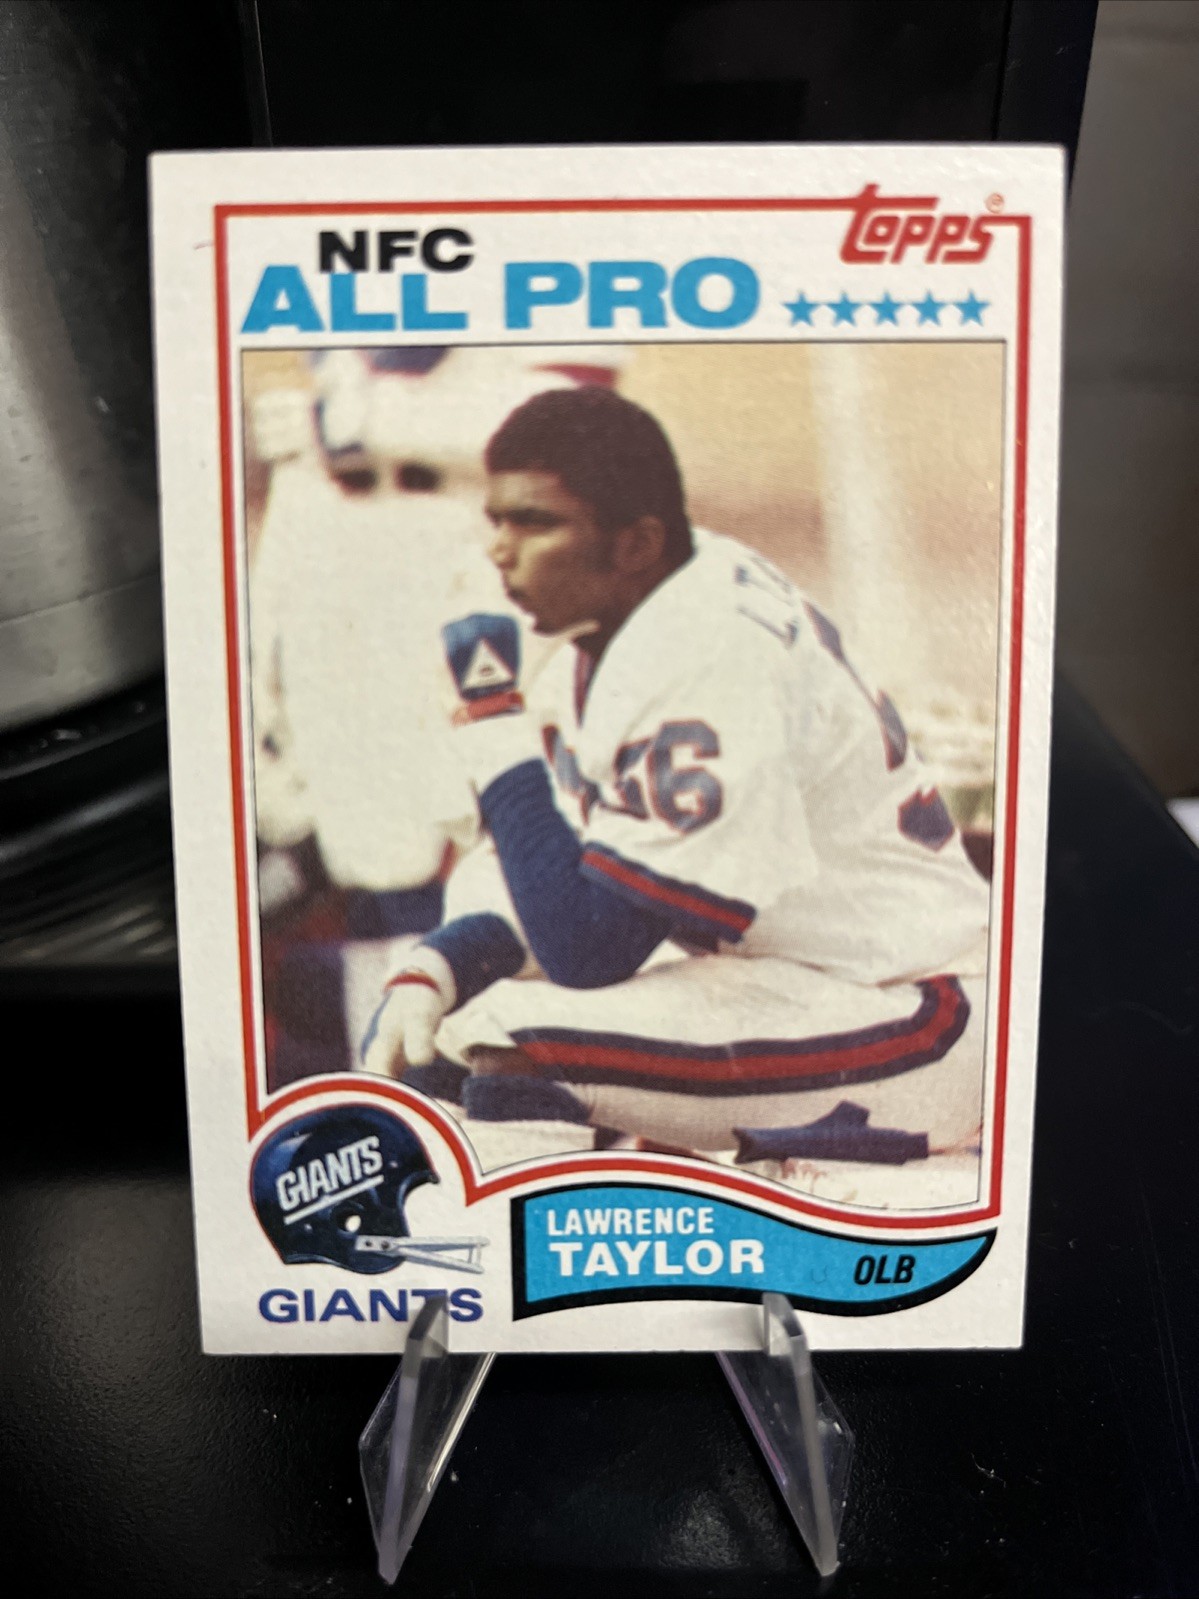 topps®
NFC
ALL PRO ★★★★★
56
GIANTS
LAWRENCE
TAYLOR
OLB
GIANTS